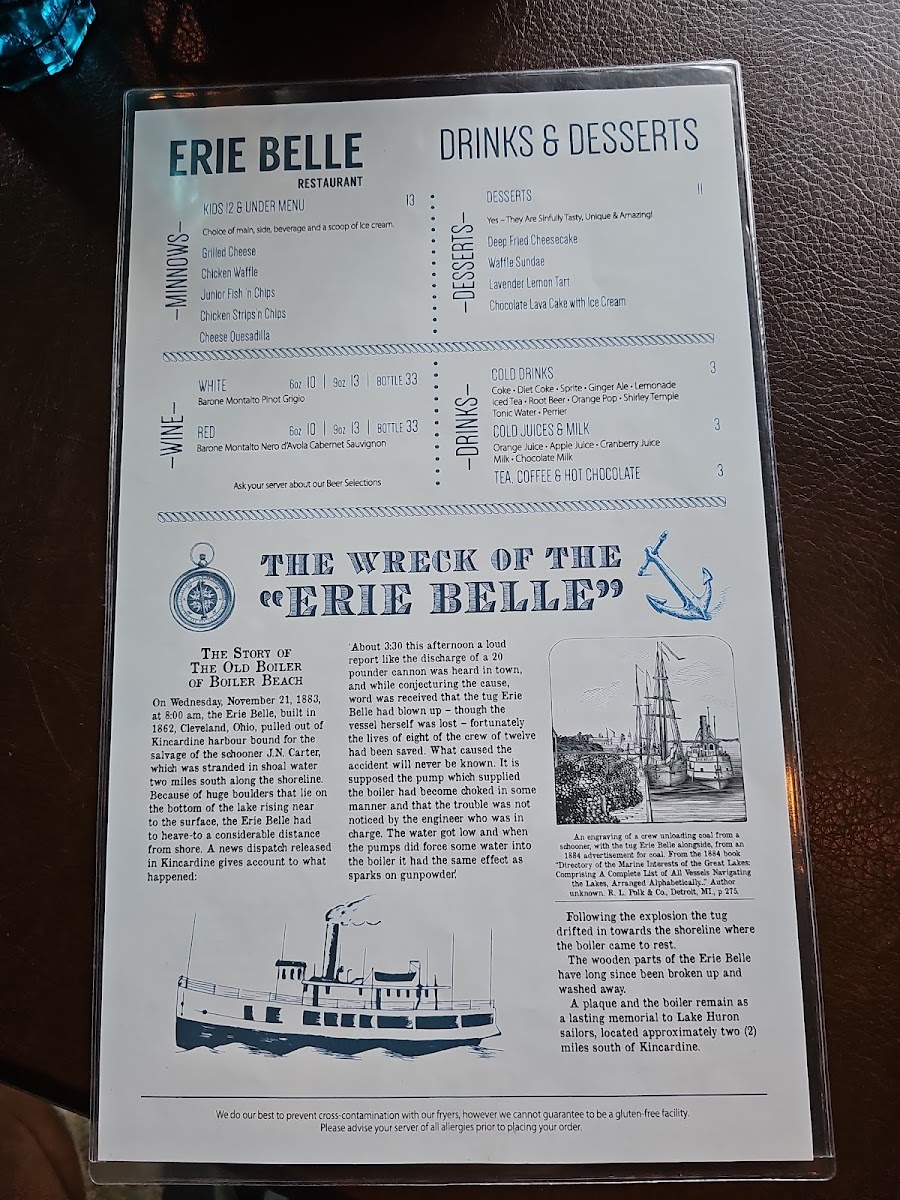 ERIE BELLE
RESTAURANT
DRINKS & DESSERTS
–MINNOWS–
KIDS 12 & UNDER MENU 13
Choice of main, side, beverage and a scoop of Ice cream.
Grilled Cheese
Chicken Waffle
Junior Fish 'n Chips
Chicken Strips n Chips
Cheese Quesadilla
–DESSERTS–
DESSERTS 11
Yes – They Are Sinfully Tasty, Unique & Amazing!
Deep Fried Cheesecake
Waffle Sundae
Lavender Lemon Tart
Chocolate Lava Cake with Ice Cream
–WINE–
WHITE 6oz 10 | 9oz 13 | BOTTLE 33
Barone Montalto Pinot Grigio
RED 6oz 10 | 9oz 13 | BOTTLE 33
Barone Montalto Nero d'Avola Cabernet Sauvignon
Ask your server about our Beer Selections
–DRINKS–
COLD DRINKS 3
Coke • Diet Coke • Sprite • Ginger Ale • Lemonade
Iced Tea • Root Beer • Orange Pop • Shirley Temple
Tonic Water • Perrier
COLD JUICES & MILK 3
Orange Juice • Apple Juice • Cranberry Juice
Milk • Chocolate Milk
TEA, COFFEE & HOT CHOCOLATE 3
THE WRECK OF THE
“ERIE BELLE”
THE STORY OF
THE OLD BOILER
OF BOILER BEACH
On Wednesday, November 21, 1883,
at 8:00 am, the Erie Belle, built in
1862, Cleveland, Ohio, pulled out of
Kincardine harbour bound for the
salvage of the schooner J.N. Carter,
which was stranded in shoal water
two miles south along the shoreline.
Because of huge boulders that lie on
the bottom of the lake rising near
to the surface, the Erie Belle had
to heave-to a considerable distance
from shore. A news dispatch released
in Kincardine gives account to what
happened:
'About 3:30 this afternoon a loud
report like the discharge of a 20
pounder cannon was heard in town,
and while conjecturing the cause,
word was received that the tug Erie
Belle had blown up – though the
vessel herself was lost – fortunately
the lives of eight of the crew of twelve
had been saved. What caused the
accident will never be known. It is
supposed the pump which supplied
the boiler had become choked in some
manner and that the trouble was not
noticed by the engineer who was in
charge. The water got low and when
the pumps did force some water into
the boiler it had the same effect as
sparks on gunpowder.'
An engraving of a crew unloading coal from a
schooner, with the tug Erie Belle alongside, from an
1884 advertisement for coal. From the 1884 book
"Directory of the Marine Interests of the Great Lakes:
Comprising A Complete List of All Vessels Navigating
the Lakes, Arranged Alphabetically..." Author
unknown. R. L. Polk & Co., Detroit, MI., p 275.
Following the explosion the tug
drifted in towards the shoreline where
the boiler came to rest.
The wooden parts of the Erie Belle
have long since been broken up and
washed away.
A plaque and the boiler remain as
a lasting memorial to Lake Huron
sailors, located approximately two (2)
miles south of Kincardine.
We do our best to prevent cross-contamination with our fryers, however we cannot guarantee to be a gluten-free facility.
Please advise your server of all allergies prior to placing your order.